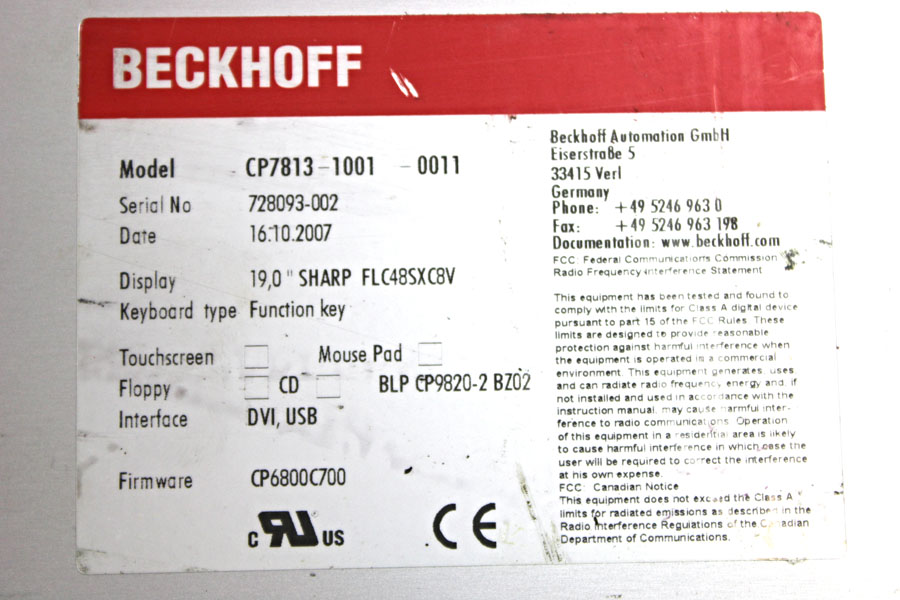 BECKHOFF
Model CP7813-1001 -0011
Serial No 728093-002
Date 16.10.2007
Display 19,0" SHARP FLC48SXC8V
Keyboard type Function key
Touchscreen Mouse Pad
Floppy CD BLP CP9820-2 BZ02
Interface DVI, USB
Firmware CP6800C700
c RU US CE
Beckhoff Automation GmbH
Eiserstraße 5
33415 Verl
Germany
Phone: +49 5246 963 0
Fax: +49 5246 963 198
Documentation: www.beckhoff.com
FCC: Federal Communications Commission
Radio Frequency Interference Statement
This equipment has been tested and found to
comply with the limits for Class A digital device
pursuant to part 15 of the FCC Rules. These
limits are designed to provide reasonable
protection against harmful interference when
the equipment is operated in a commercial
environment. This equipment generates, uses
and can radiate radio frequency energy and, if
not installed and used in accordance with the
instruction manual, may cause harmful inter-
ference to radio communications. Operation
of this equipment in a residential area is likely
to cause harmful interference in which case the
user will be required to correct the interference
at his own expense.
FCC: Canadian Notice
This equipment does not exceed the Class A
limits for radiated emissions as described in the
Radio Interference Regulations of the Canadian
Department of Communications.